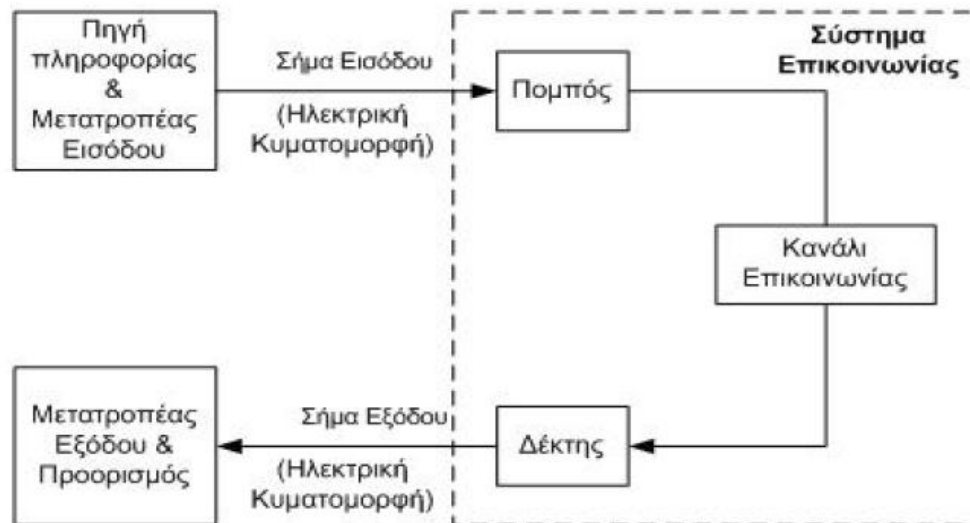 Πηγή
πληροφορίας
&
Μετατροπέας
Εισόδου
Σήμα Εισόδου
(Ηλεκτρική
Κυματομορφή)
Πομπός
Σύστημα
Επικοινωνίας
Κανάλι
Επικοινωνίας
Μετατροπέας
Εξόδου &
Προορισμός
Σήμα Εξόδου
(Ηλεκτρική
Κυματομορφή)
Δέκτης